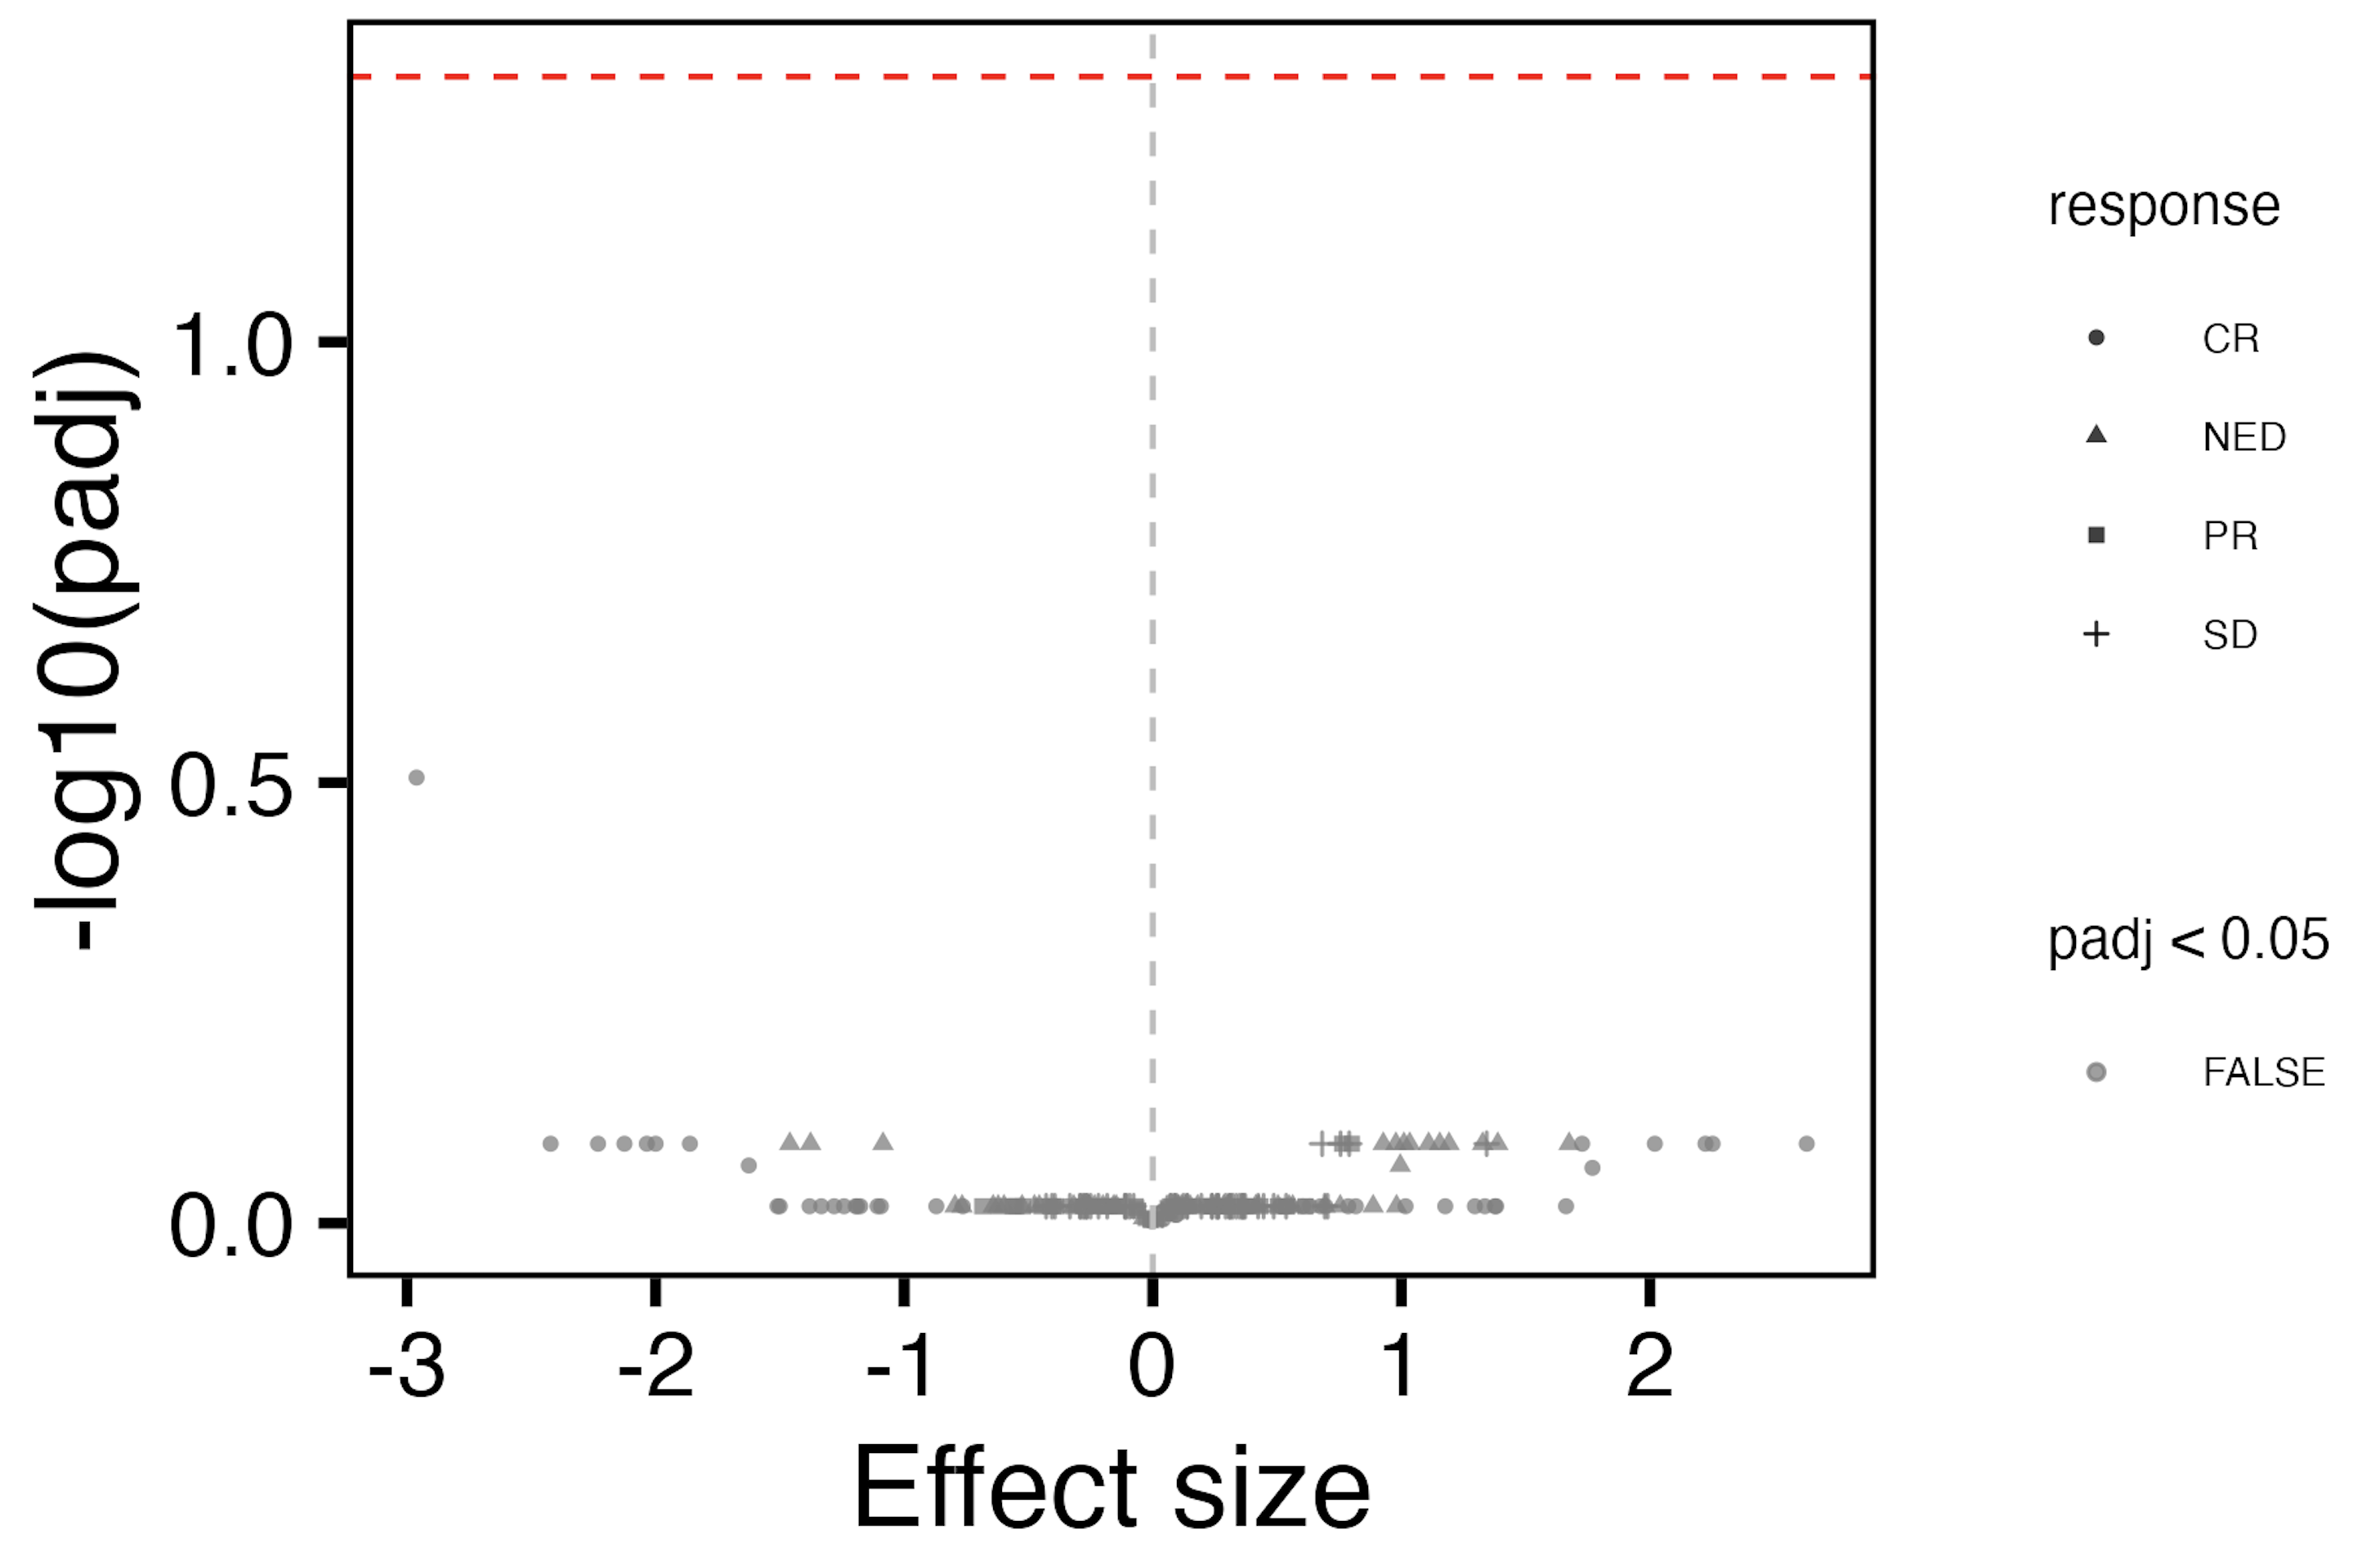 -log10(padj)
1.0
0.5
0.0
-3 -2 -1 0 1 2
Effect size
response
CR
NED
PR
SD
padj < 0.05
FALSE